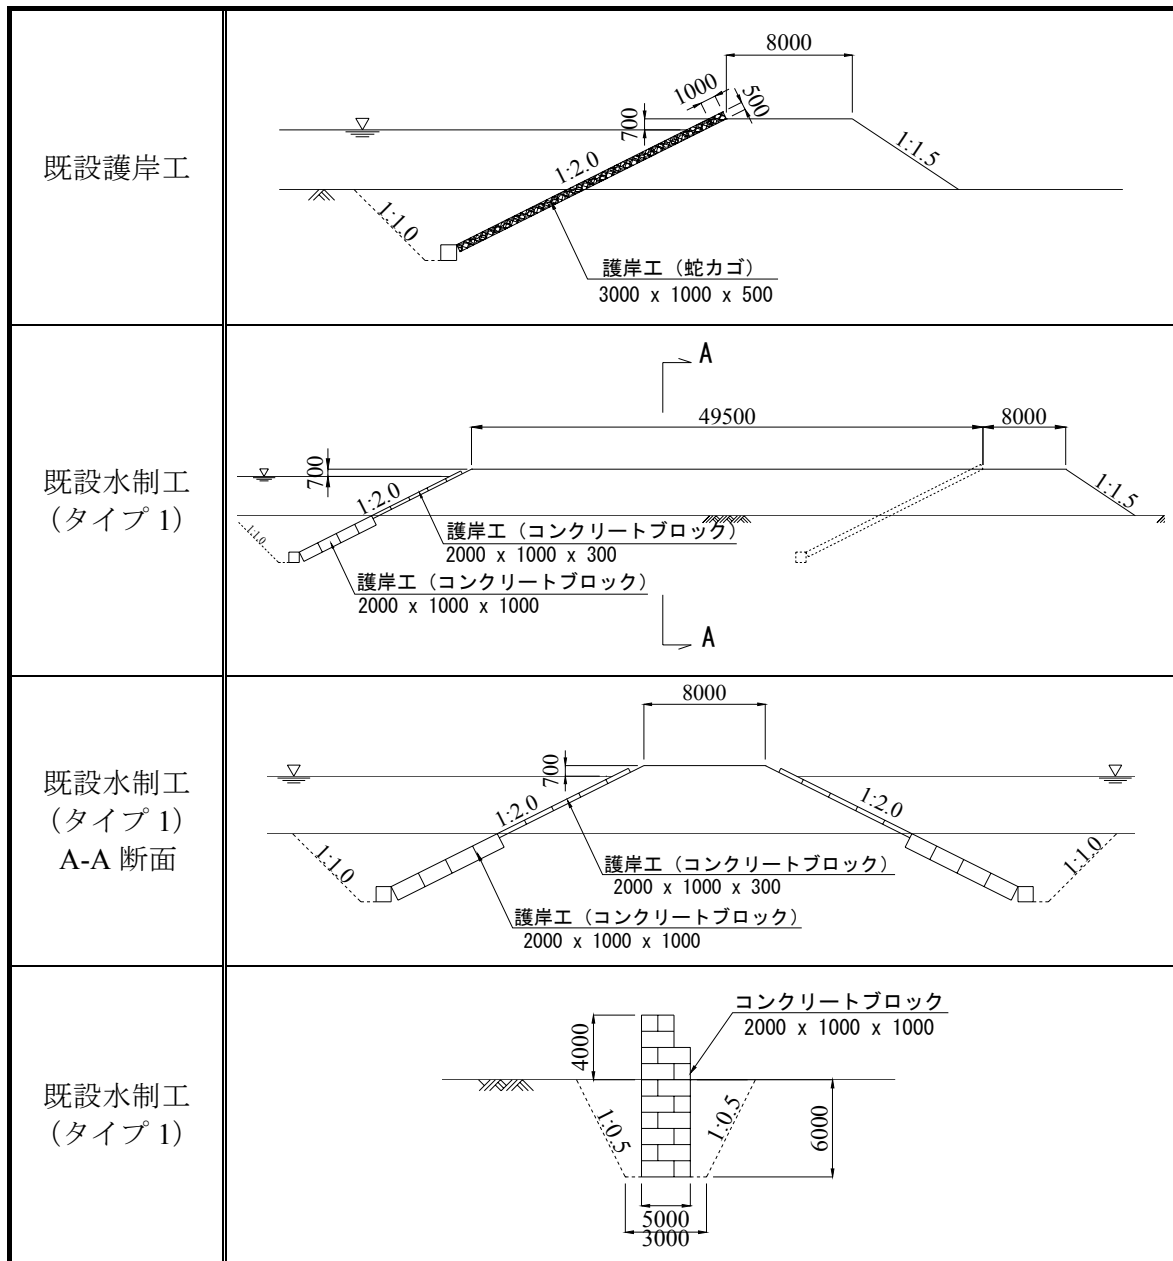 既設護岸工
8000
1000
500
700
1:2.0
1:1.5
1:1.0
護岸工（蛇カゴ）
3000 x 1000 x 500
既設水制工
（タイプ 1）
A
49500
8000
700
1:2.0
1:1.5
1:1.0
護岸工（コンクリートブロック）
2000 x 1000 x 300
護岸工（コンクリートブロック）
2000 x 1000 x 1000
A
既設水制工
（タイプ 1）
A-A 断面
8000
700
1:2.0
1:2.0
1:1.0
1:1.0
護岸工（コンクリートブロック）
2000 x 1000 x 300
護岸工（コンクリートブロック）
2000 x 1000 x 1000
既設水制工
（タイプ 1）
コンクリートブロック
2000 x 1000 x 1000
4000
1:0.5
1:0.5
6000
5000
3000